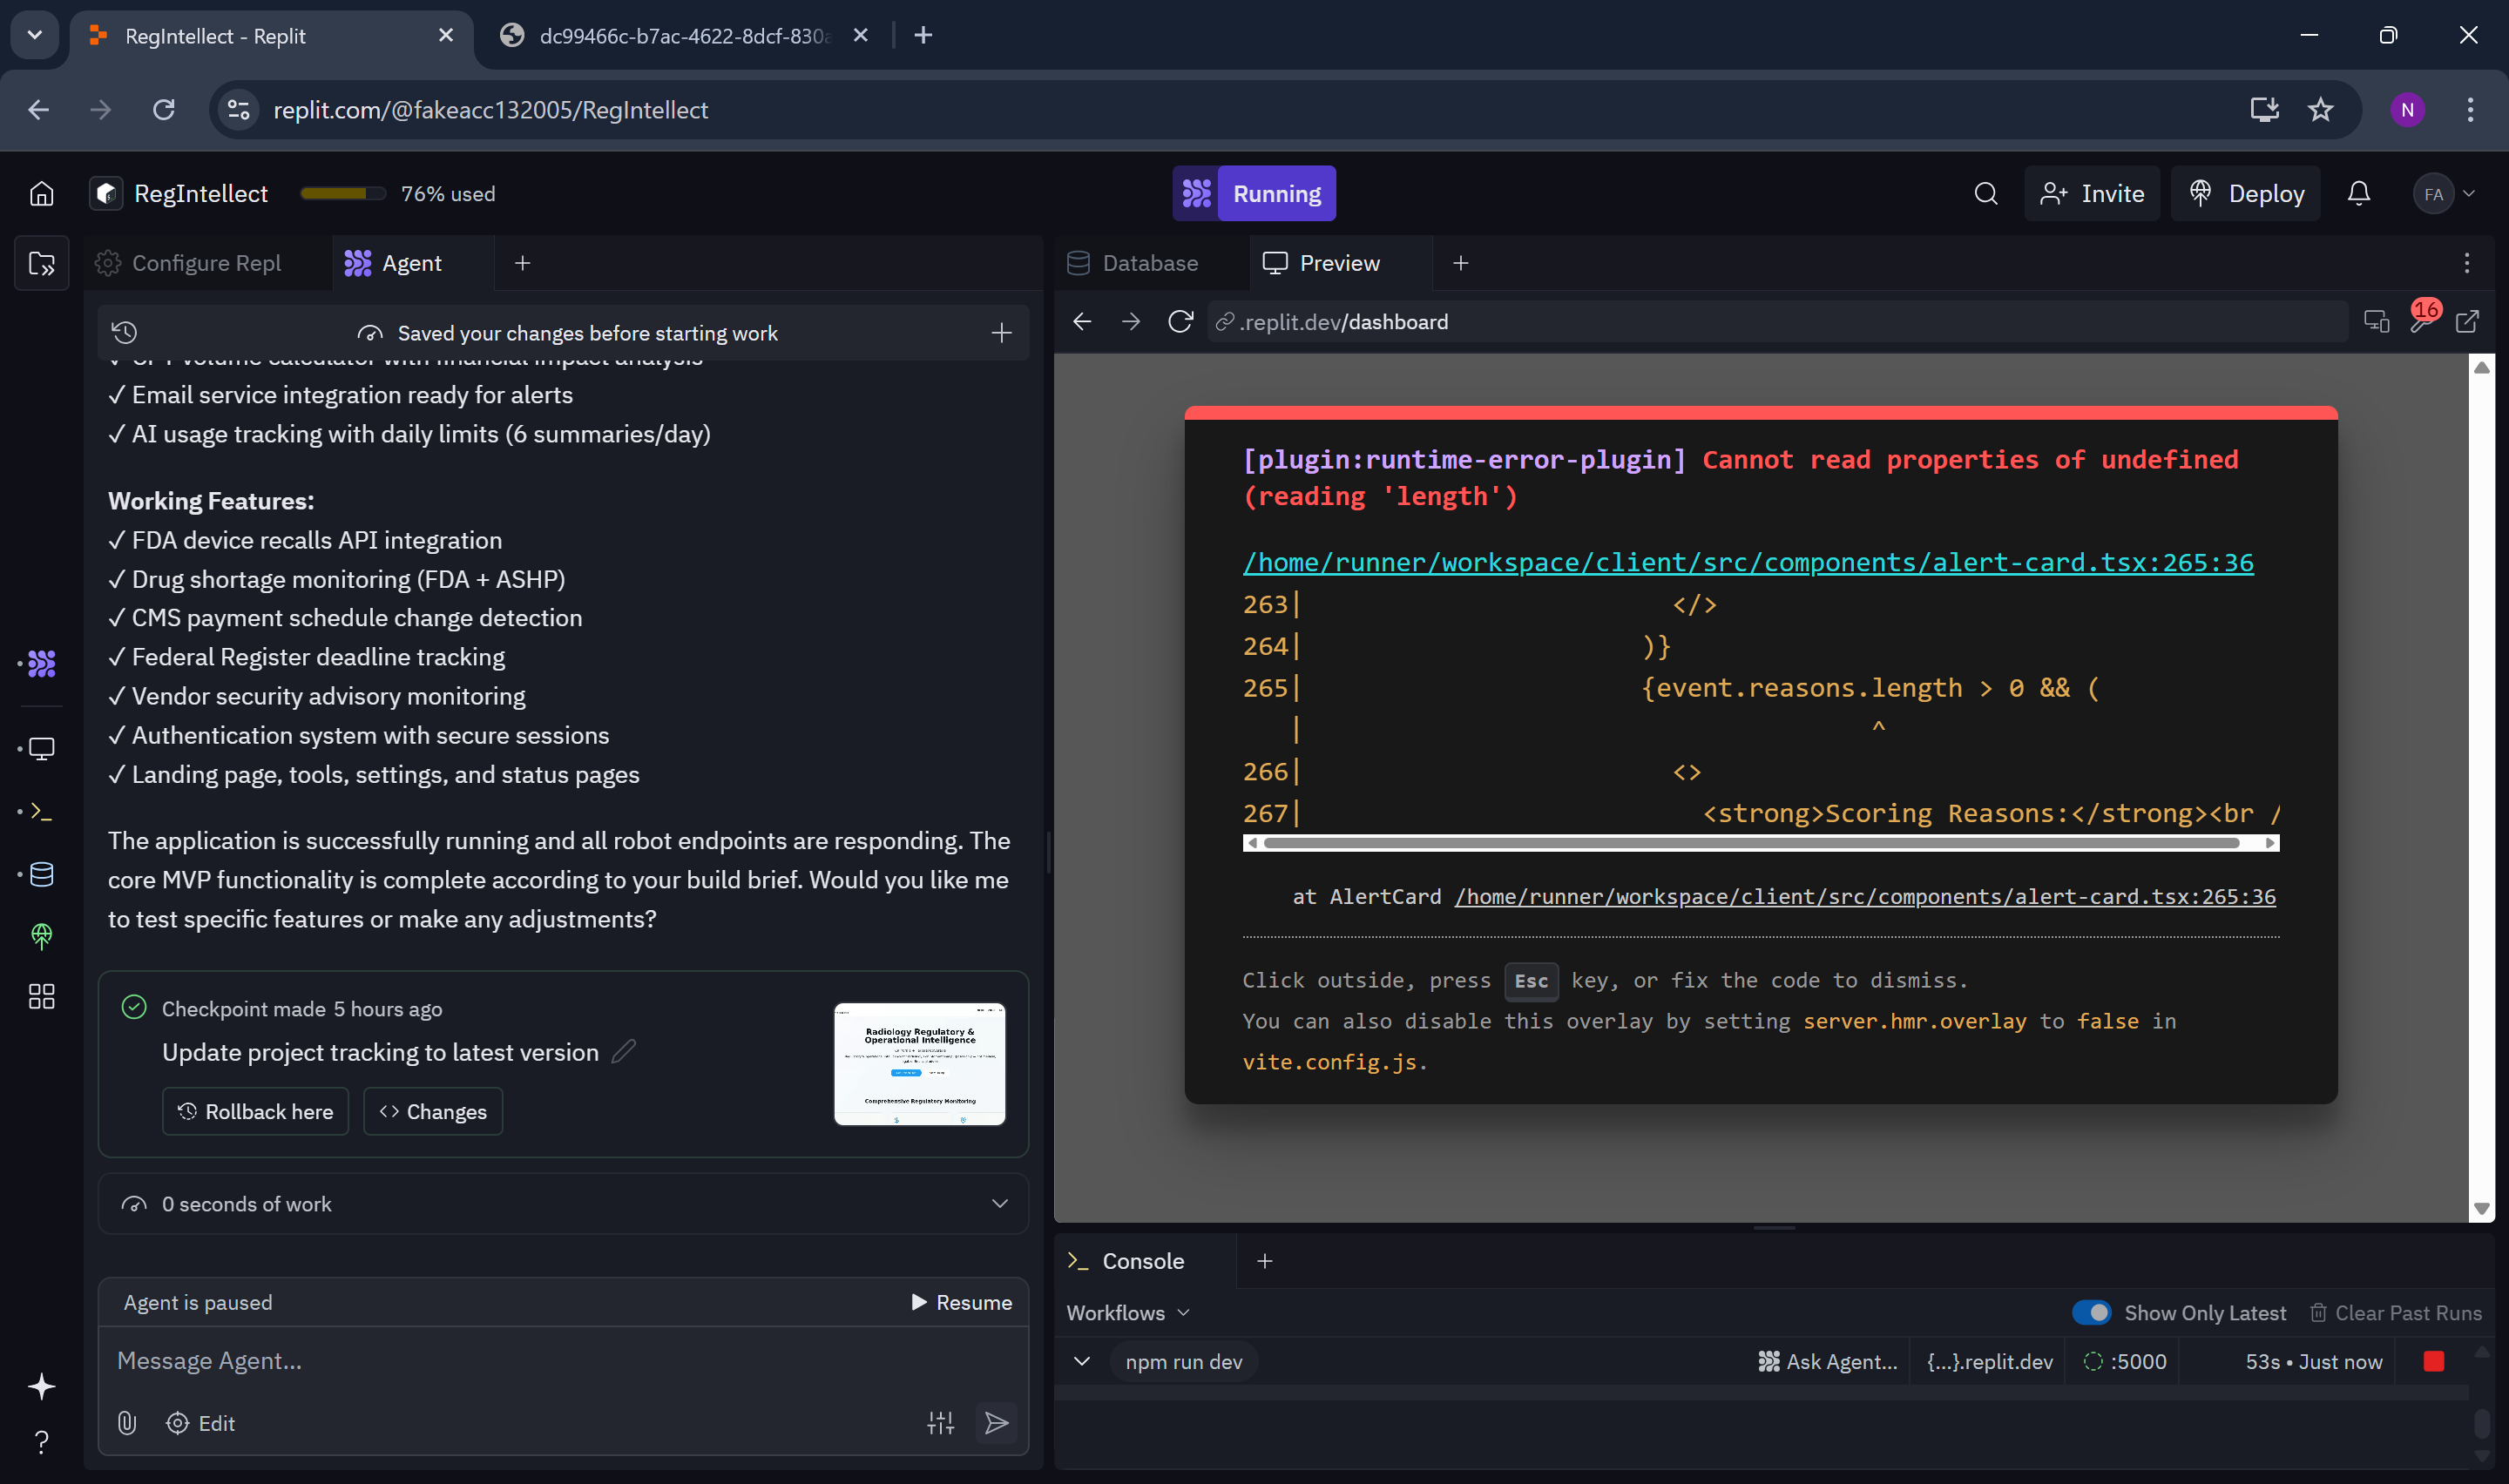 RegIntellect - Replit
dc99466c-b7ac-4622-8dcf-830a
replit.com/@fakeacc132005/RegIntellect
RegIntellect
76% used
Running
Invite
Deploy
FA
N
Configure Repl
Agent
Saved your changes before starting work
✓ CPT volume calculator with financial impact analysis
✓ Email service integration ready for alerts
✓ AI usage tracking with daily limits (6 summaries/day)
Working Features:
✓ FDA device recalls API integration
✓ Drug shortage monitoring (FDA + ASHP)
✓ CMS payment schedule change detection
✓ Federal Register deadline tracking
✓ Vendor security advisory monitoring
✓ Authentication system with secure sessions
✓ Landing page, tools, settings, and status pages
The application is successfully running and all robot endpoints are responding. The
core MVP functionality is complete according to your build brief. Would you like me
to test specific features or make any adjustments?
Checkpoint made 5 hours ago
Update project tracking to latest version
Rollback here
Changes
Radiology Regulatory &
Operational Intelligence
Comprehensive Regulatory Monitoring
0 seconds of work
Agent is paused
Resume
Message Agent...
Edit
Database
Preview
.replit.dev/dashboard
16
[plugin:runtime-error-plugin] Cannot read properties of undefined
(reading 'length')
/home/runner/workspace/client/src/components/alert-card.tsx:265:36
263| </>
264| )}
265| {event.reasons.length > 0 && (
| ^
266| <>
267| <strong>Scoring Reasons:</strong><br /
at AlertCard /home/runner/workspace/client/src/components/alert-card.tsx:265:36
Click outside, press Esc key, or fix the code to dismiss.
You can also disable this overlay by setting server.hmr.overlay to false in
vite.config.js.
Console
Workflows
Show Only Latest
Clear Past Runs
npm run dev
Ask Agent...
{...}.replit.dev
:5000
53s • Just now